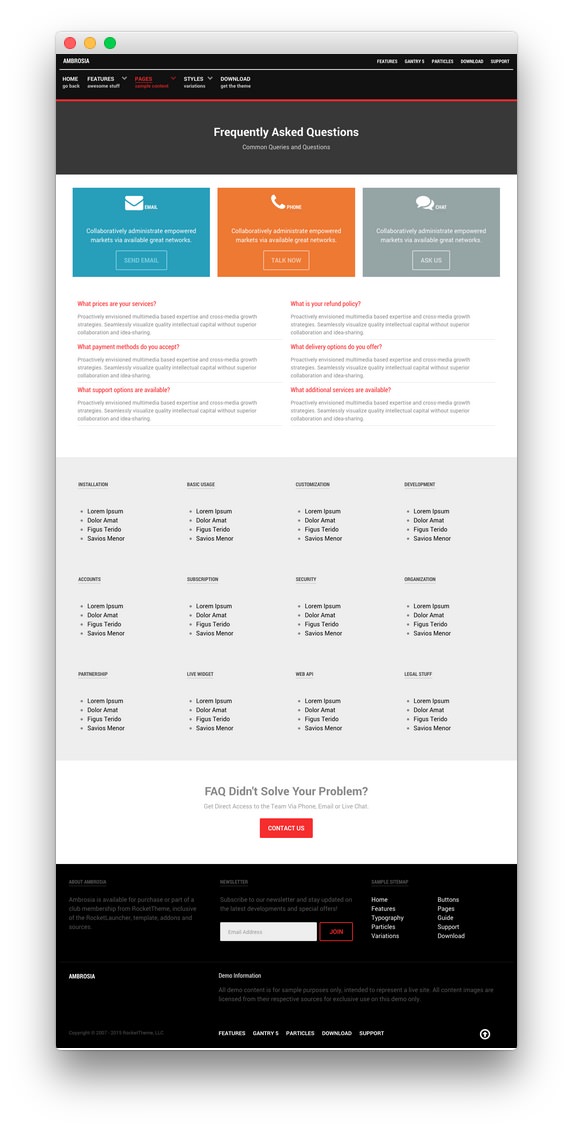 AMBROSIA
FEATURES GANTRY 5 PARTICLES DOWNLOAD SUPPORT
HOME FEATURES PAGES STYLES DOWNLOAD
go back awesome stuff sample content variations get the theme
Frequently Asked Questions
Common Queries and Questions
EMAIL
Collaboratively administrate empowered
markets via available great networks.
SEND EMAIL
PHONE
Collaboratively administrate empowered
markets via available great networks.
TALK NOW
CHAT
Collaboratively administrate empowered
markets via available great networks.
ASK US
What prices are your services?
Proactively envisioned multimedia based expertise and cross-media growth
strategies. Seamlessly visualize quality intellectual capital without superior
collaboration and idea-sharing.
What is your refund policy?
Proactively envisioned multimedia based expertise and cross-media growth
strategies. Seamlessly visualize quality intellectual capital without superior
collaboration and idea-sharing.
What payment methods do you accept?
Proactively envisioned multimedia based expertise and cross-media growth
strategies. Seamlessly visualize quality intellectual capital without superior
collaboration and idea-sharing.
What delivery options do you offer?
Proactively envisioned multimedia based expertise and cross-media growth
strategies. Seamlessly visualize quality intellectual capital without superior
collaboration and idea-sharing.
What support options are available?
Proactively envisioned multimedia based expertise and cross-media growth
strategies. Seamlessly visualize quality intellectual capital without superior
collaboration and idea-sharing.
What additional services are available?
Proactively envisioned multimedia based expertise and cross-media growth
strategies. Seamlessly visualize quality intellectual capital without superior
collaboration and idea-sharing.
INSTALLATION
Lorem Ipsum
Dolor Amat
Figus Terido
Savios Menor
BASIC USAGE
Lorem Ipsum
Dolor Amat
Figus Terido
Savios Menor
CUSTOMIZATION
Lorem Ipsum
Dolor Amat
Figus Terido
Savios Menor
DEVELOPMENT
Lorem Ipsum
Dolor Amat
Figus Terido
Savios Menor
ACCOUNTS
Lorem Ipsum
Dolor Amat
Figus Terido
Savios Menor
SUBSCRIPTION
Lorem Ipsum
Dolor Amat
Figus Terido
Savios Menor
SECURITY
Lorem Ipsum
Dolor Amat
Figus Terido
Savios Menor
ORGANIZATION
Lorem Ipsum
Dolor Amat
Figus Terido
Savios Menor
PARTNERSHIP
Lorem Ipsum
Dolor Amat
Figus Terido
Savios Menor
LIVE WIDGET
Lorem Ipsum
Dolor Amat
Figus Terido
Savios Menor
WEB API
Lorem Ipsum
Dolor Amat
Figus Terido
Savios Menor
LEGAL STUFF
Lorem Ipsum
Dolor Amat
Figus Terido
Savios Menor
FAQ Didn't Solve Your Problem?
Get Direct Access to the Team Via Phone, Email or Live Chat.
CONTACT US
ABOUT AMBROSIA
Ambrosia is available for purchase or part of a
club membership from RocketTheme, inclusive
of the RocketLauncher, template, addons and
sources.
NEWSLETTER
Subscribe to our newsletter and stay updated on
the latest developments and special offers!
Email Address
JOIN
SAMPLE SITEMAP
Home
Features
Typography
Particles
Variations
Buttons
Pages
Guide
Support
Download
AMBROSIA
Demo Information
All demo content is for sample purposes only, intended to represent a live site. All content images are
licensed from their respective sources for exclusive use on this demo only.
Copyright © 2007 - 2015 RocketTheme, LLC
FEATURES GANTRY 5 PARTICLES DOWNLOAD SUPPORT